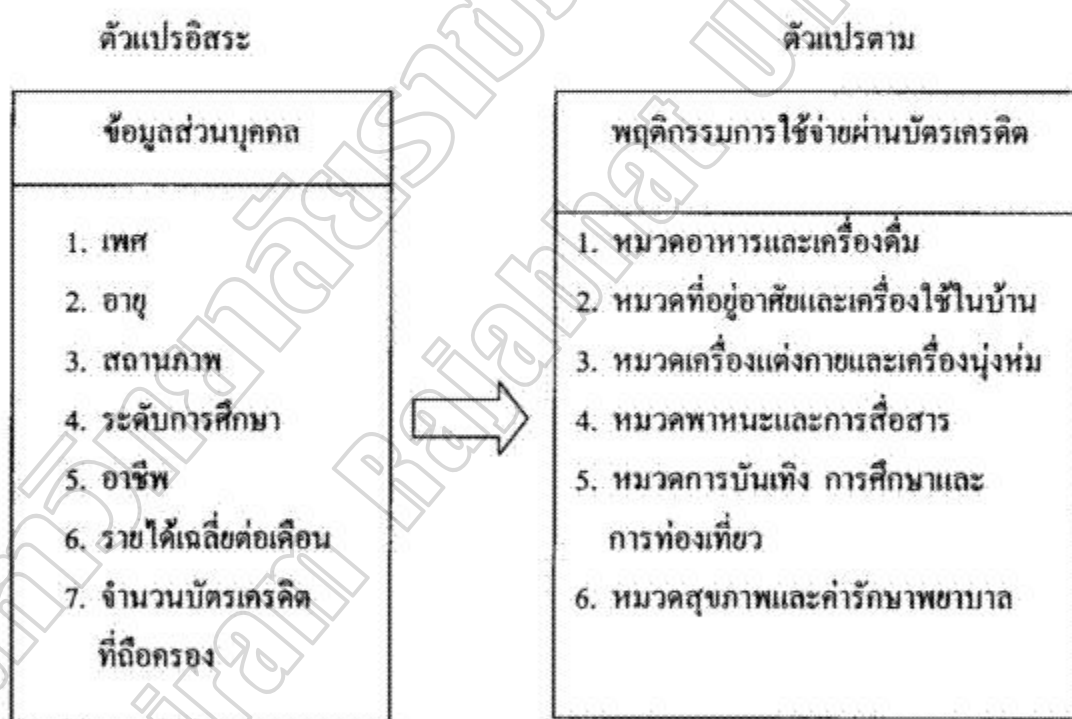 ตัวแปรอิสระ
ข้อมูลส่วนบุคคล
1. เพศ
2. อายุ
3. สถานภาพ
4. ระดับการศึกษา
5. อาชีพ
6. รายได้เฉลี่ยต่อเดือน
7. จำนวนบัตรเครดิต
ที่ถือครอง
ตัวแปรตาม
พฤติกรรมการใช้จ่ายผ่านบัตรเครดิต
1. หมวดอาหารและเครื่องดื่ม
2. หมวดที่อยู่อาศัยและเครื่องใช้ในบ้าน
3. หมวดเครื่องแต่งกายและเครื่องนุ่งห่ม
4. หมวดพาหนะและการสื่อสาร
5. หมวดการบันเทิง การศึกษาและ
การท่องเที่ยว
6. หมวดสุขภาพและค่ารักษาพยาบาล
Rajabhat U